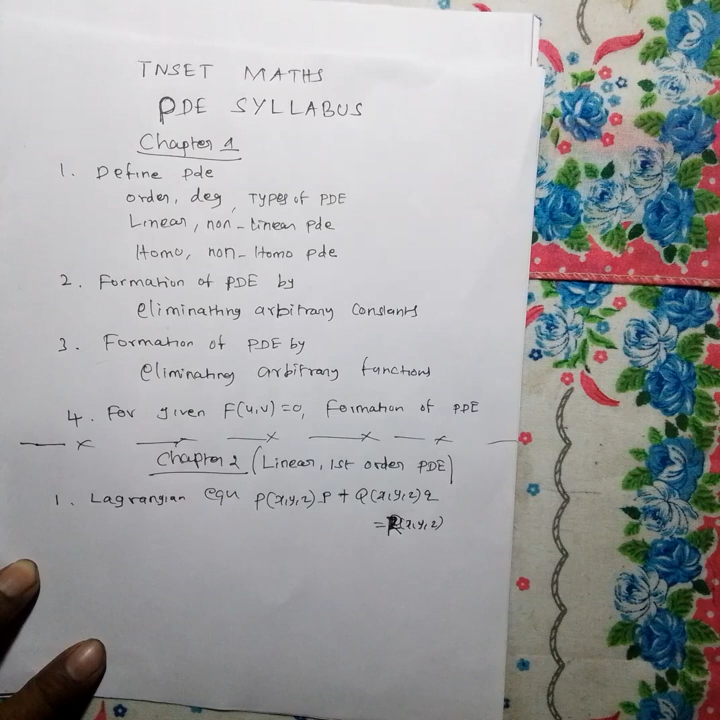 TNSET MATHS
PDE SYLLABUS
Chapter 1
1. Define pde
order, deg, Types of PDE
Linear, non-linear pde
Homo, non-Homo pde
2. Formation of PDE by
eliminating arbitrary constants
3. Formation of PDE by
eliminating arbitrary functions
4. For given F(u,v)=0, Formation of PDE
Chapter 2 (Linear, 1st order PDE)
1. Lagrangian equ P(x,y,z)p + Q(x,y,z)q
=R(x,y,z)